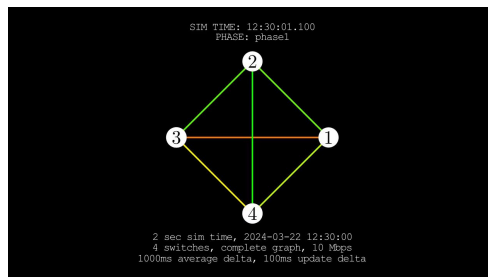 SIM TIME: 12:30:01.100
PHASE: phase1
2
3
1
4
2 sec sim time, 2024-03-22 12:30:00
4 switches, complete graph, 10 Mbps
1000ms average delta, 100ms update delta